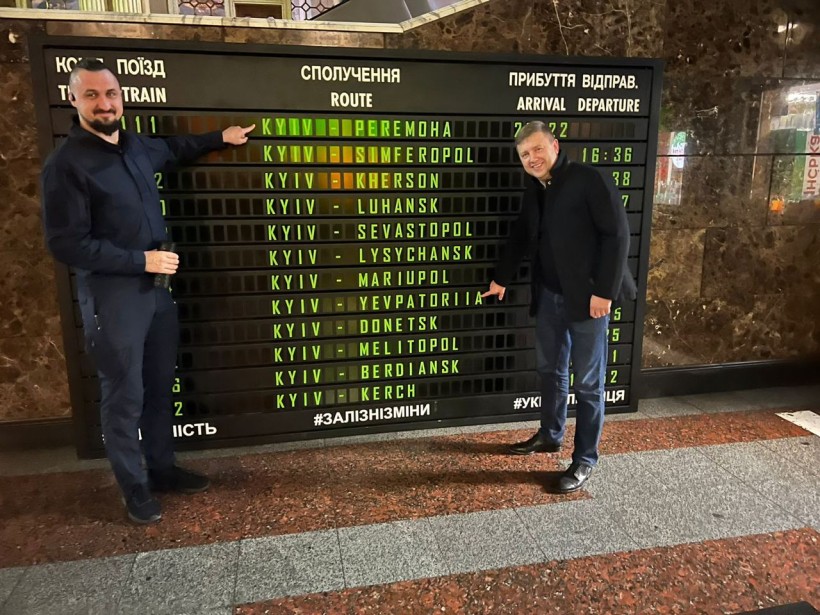 ПОЇЗД СПОЛУЧЕННЯ ПРИБУТТЯ ВІДПРАВ.
TRAIN ROUTE ARRIVAL DEPARTURE
KYIV - PEREMOHA
KYIV - SIMFEROPOL 16:36
KYIV - KHERSON
KYIV - LUHANSK
KYIV - SEVASTOPOL
KYIV - LYSYCHANSK
KYIV - MARIUPOL
KYIV - YEVPATORIIA
KYIV - DONETSK
KYIV - MELITOPOL
KYIV - BERDIANSK
KYIV - KERCH
#ЗАЛІЗНІЗМІНИ